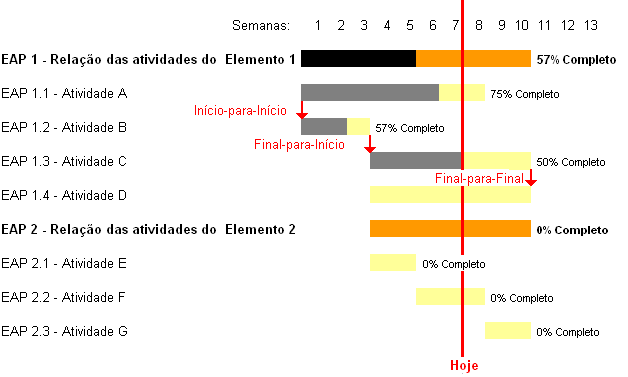 Semanas: 1 2 3 4 5 6 7 8 9 10 11 12 13
EAP 1 - Relação das atividades do Elemento 1 57% Completo
EAP 1.1 - Atividade A 75% Completo
Início-para-Início
EAP 1.2 - Atividade B 57% Completo
Final-para-Início
EAP 1.3 - Atividade C 50% Completo
Final-para-Final
EAP 1.4 - Atividade D
EAP 2 - Relação das atividades do Elemento 2 0% Completo
EAP 2.1 - Atividade E 0% Completo
EAP 2.2 - Atividade F 0% Completo
EAP 2.3 - Atividade G 0% Completo
Hoje